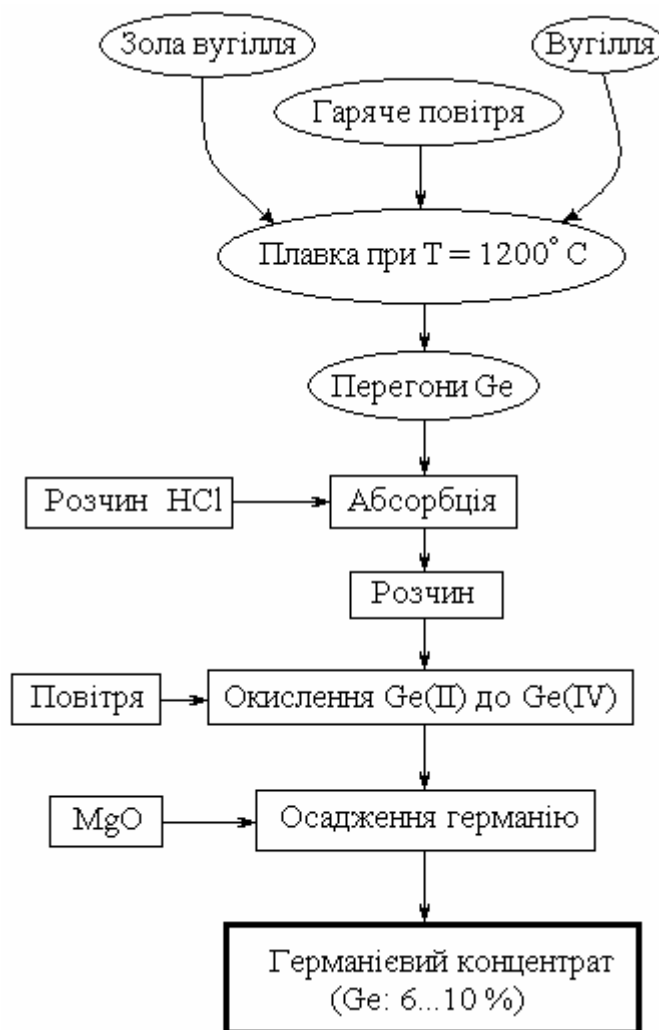 Зола вугілля
Вугілля
Гаряче повітря
Плавка при T = 1200° C
Перегони Ge
Розчин HCl
Абсорбція
Розчин
Повітря
Окислення Ge(II) до Ge(IV)
MgO
Осадження германію
Германієвий концентрат
(Ge: 6...10 %)